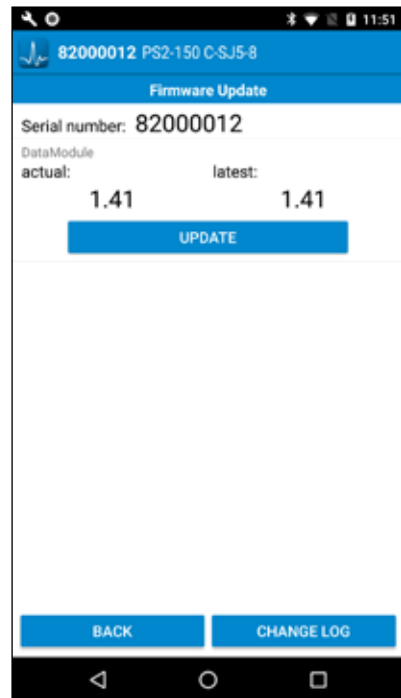 11:51
82000012 PS2-150 C-SJ5-8
Firmware Update
Serial number: 82000012
DataModule
actual: latest:
1.41 1.41
UPDATE
BACK CHANGE LOG